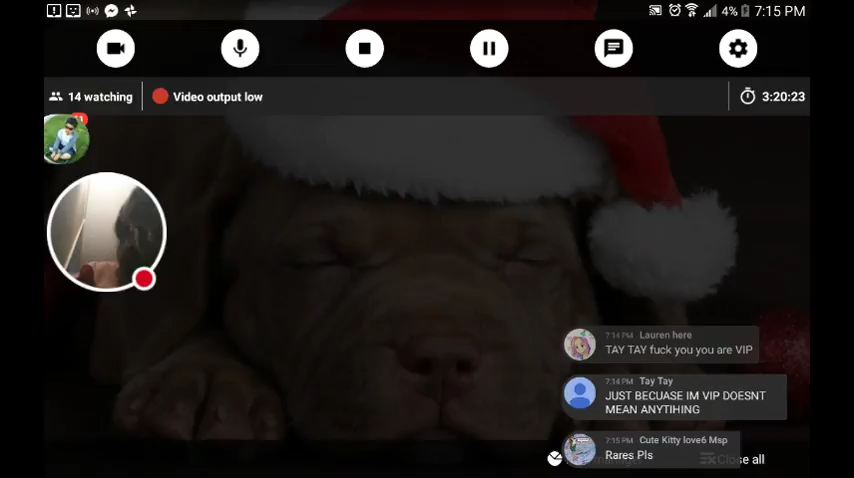 4% 7:15 PM
14 watching Video output low 3:20:23
7:14 PM Lauren here
TAY TAY fuck you you are VIP
7:14 PM Tay Tay
JUST BECUASE IM VIP DOESNT
MEAN ANYTIHING
7:15 PM Cute Kitty love6 Msp
Rares Pls
Close all